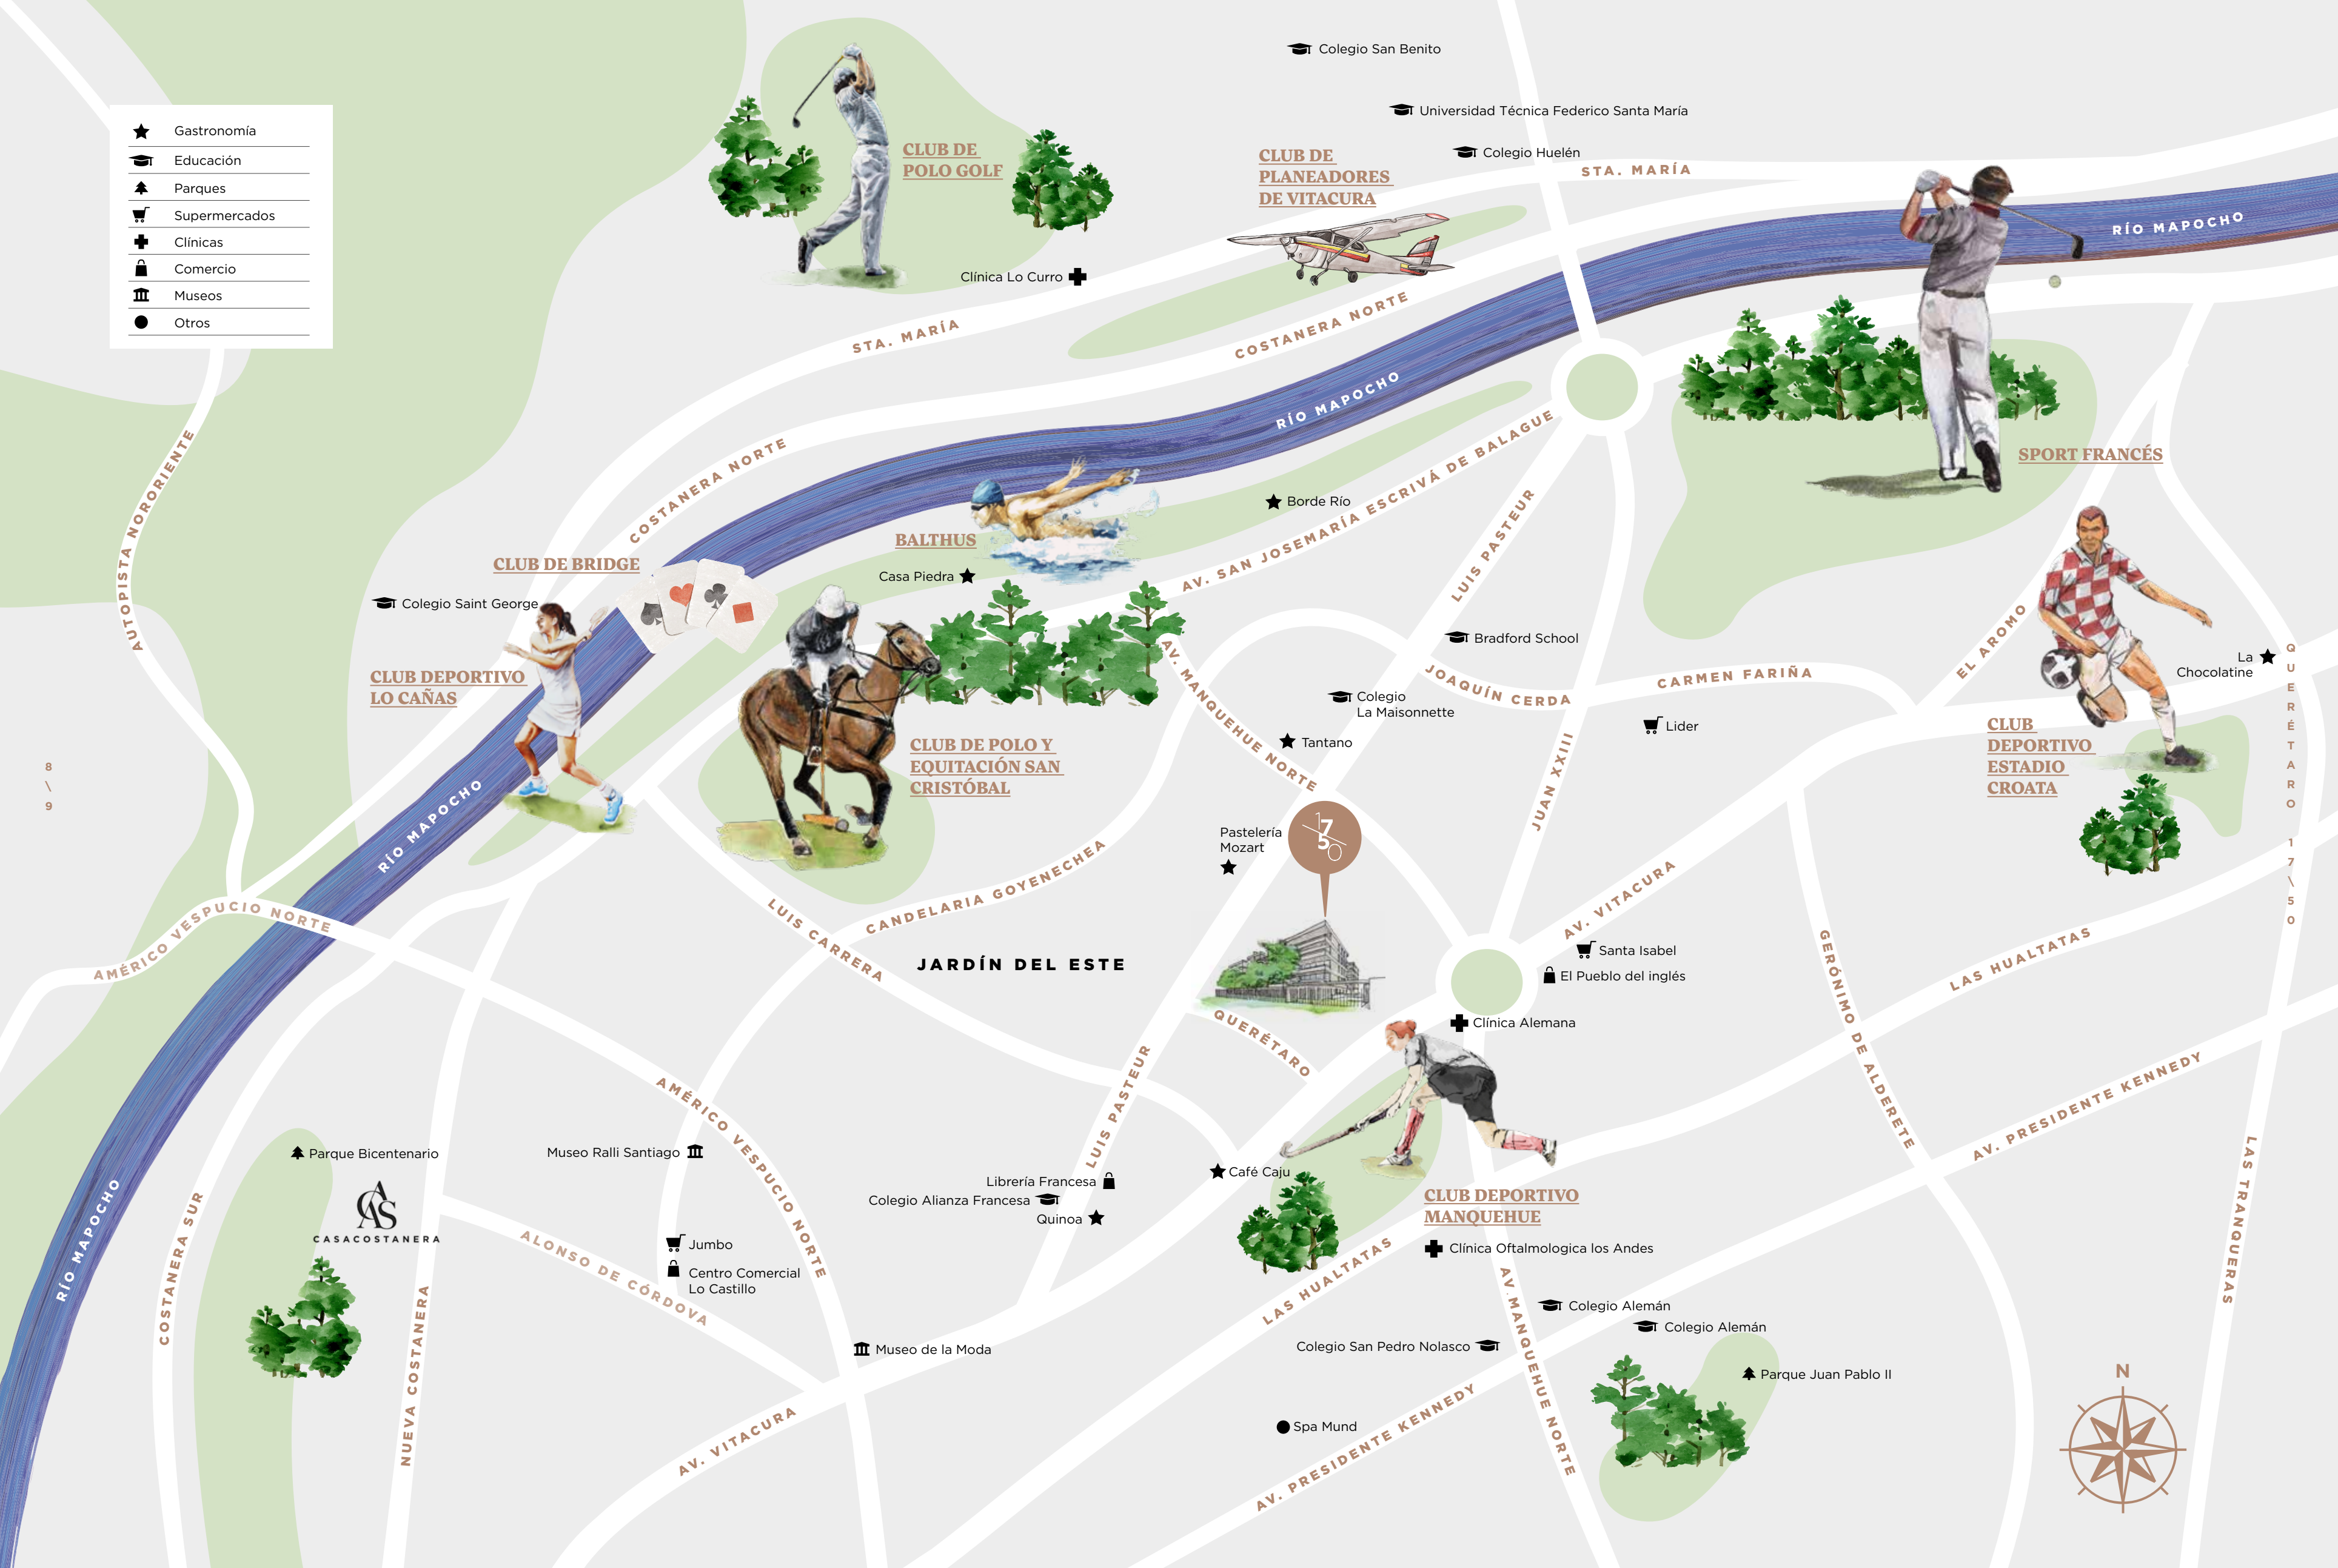 Gastronomía
Educación
Parques
Supermercados
Clínicas
Comercio
Museos
Otros
Colegio San Benito
Universidad Técnica Federico Santa María
Colegio Huelén
CLUB DE
POLO GOLF
CLUB DE
PLANEADORES
DE VITACURA
STA. MARÍA
RÍO MAPOCHO
Clínica Lo Curro
STA. MARÍA
COSTANERA NORTE
RÍO MAPOCHO
AUTOPISTA NORORIENTE
COSTANERA NORTE
SPORT FRANCÉS
Borde Río
AV. SAN JOSEMARÍA ESCRIVÁ DE BALAGUE
LUIS PASTEUR
BALTHUS
CLUB DE BRIDGE
Casa Piedra
Colegio Saint George
CLUB DEPORTIVO
LO CAÑAS
AV. MANQUEHUE NORTE
Bradford School
JOAQUÍN CERDA
CARMEN FARIÑA
EL AROMO
La
Chocolatine
QUERÉTARO 17\50
Colegio
La Maisonnette
Tantano
Lider
JUAN XXIII
CLUB
DEPORTIVO
ESTADIO
CROATA
CLUB DE POLO Y
EQUITACIÓN SAN
CRISTÓBAL
8
\
9
RÍO MAPOCHO
17
50
Pastelería
Mozart
CANDELARIA GOYENECHEA
LUIS CARRERA
AV. VITACURA
AMÉRICO VESPUCIO NORTE
JARDÍN DEL ESTE
Santa Isabel
El Pueblo del inglés
GERÓNIMO DE ALDERETE
LAS HUALTATAS
QUERÉTARO
Clínica Alemana
LUIS PASTEUR
AV. PRESIDENTE KENNEDY
AMÉRICO VESPUCIO NORTE
Parque Bicentenario
Museo Ralli Santiago
Librería Francesa
Colegio Alianza Francesa
Quinoa
Café Caju
CLUB DEPORTIVO
MANQUEHUE
LAS TRANQUERAS
RÍO MAPOCHO
COSTANERA SUR
CASACOSTANERA
ALONSO DE CÓRDOVA
Jumbo
Centro Comercial
Lo Castillo
Clínica Oftalmologica los Andes
LAS HUALTATAS
NUEVA COSTANERA
Museo de la Moda
Colegio Alemán
Colegio Alemán
Colegio San Pedro Nolasco
AV. MANQUEHUE NORTE
Parque Juan Pablo II
N
AV. VITACURA
Spa Mund
AV. PRESIDENTE KENNEDY